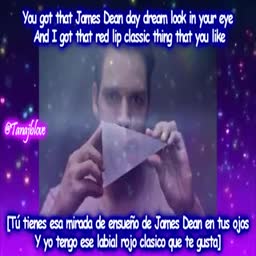 You got that James Dean day dream look in your eye
And I got that red lip classic thing that you like
@Tanajblove
[Tú tienes esa mirada de ensueño de James Dean en tus ojos
Y yo tengo ese labial rojo clasico que te gusta]